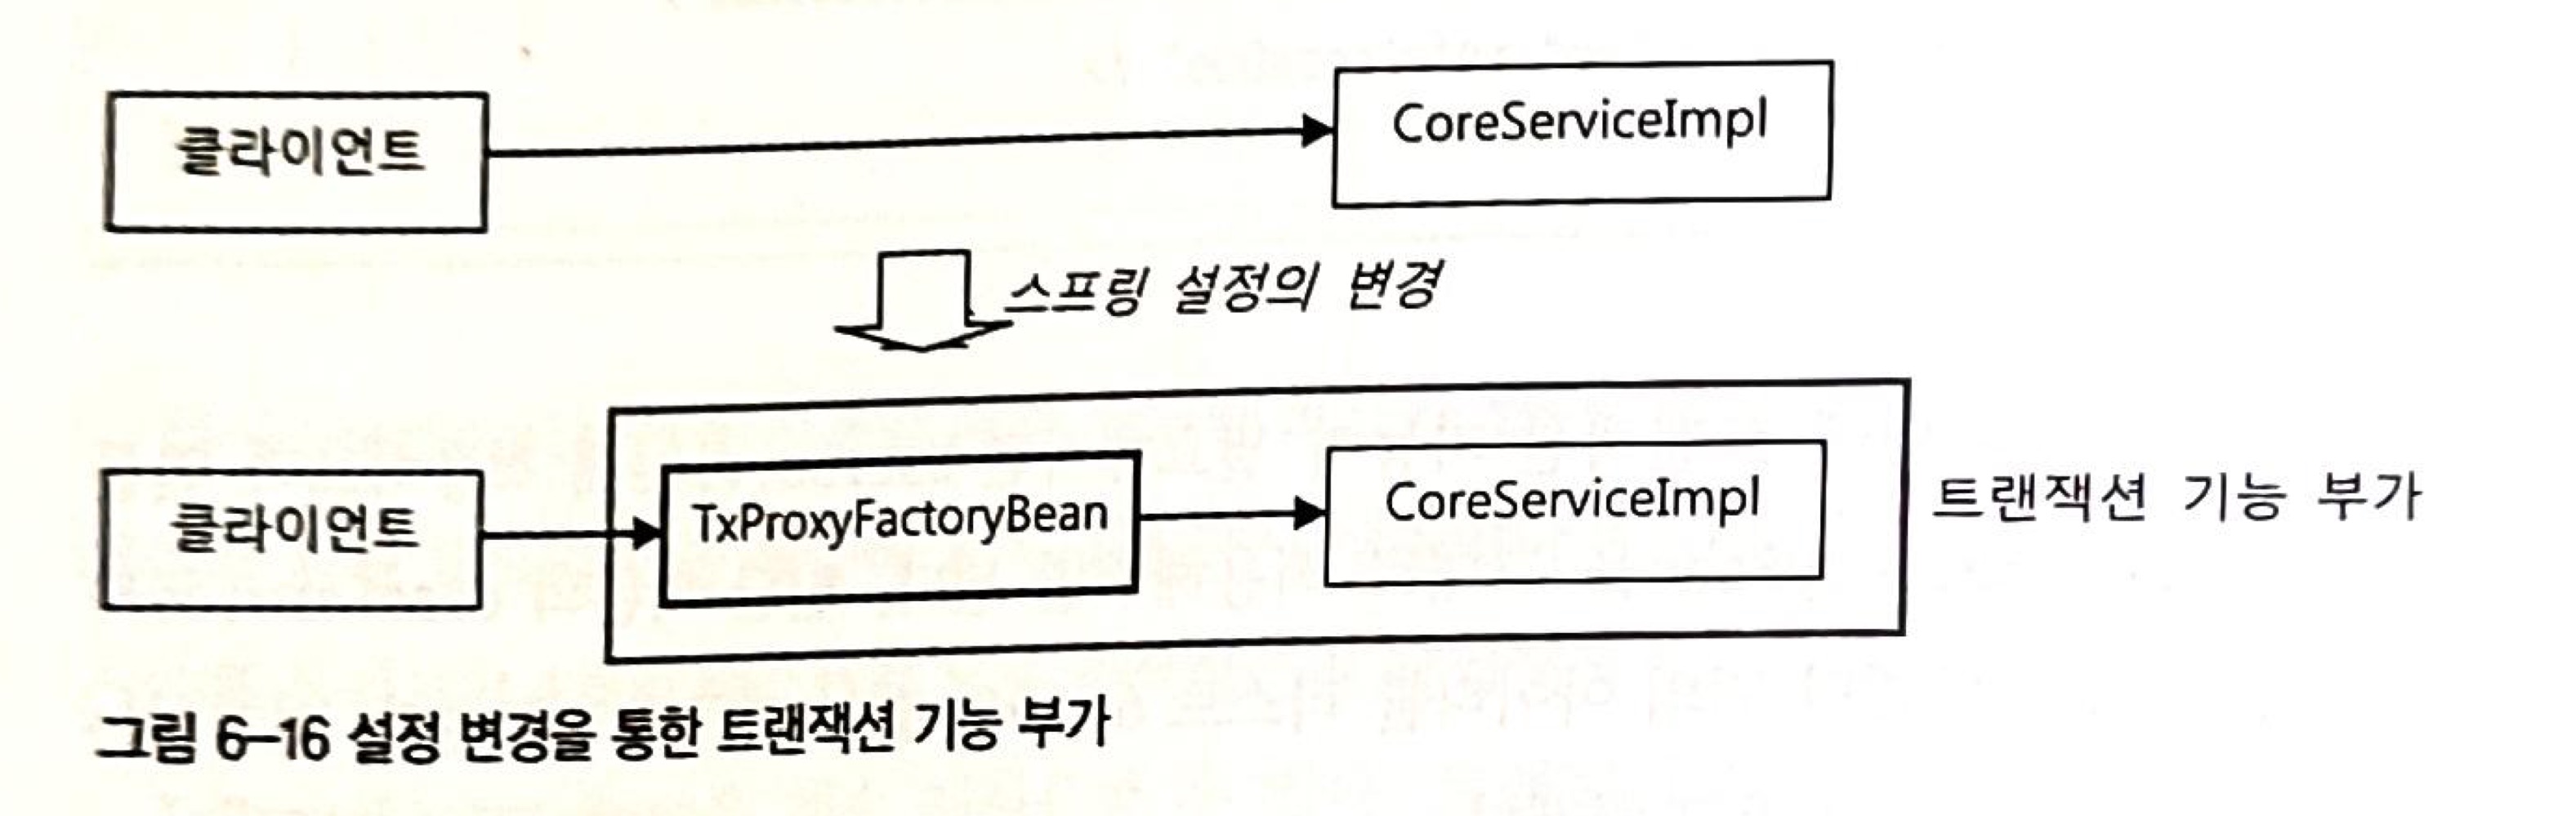 클라이언트
CoreServiceImpl
스프링 설정의 변경
클라이언트
TxProxyFactoryBean
CoreServiceImpl
트랜잭션 기능 부가
그림 6-16 설정 변경을 통한 트랜잭션 기능 부가